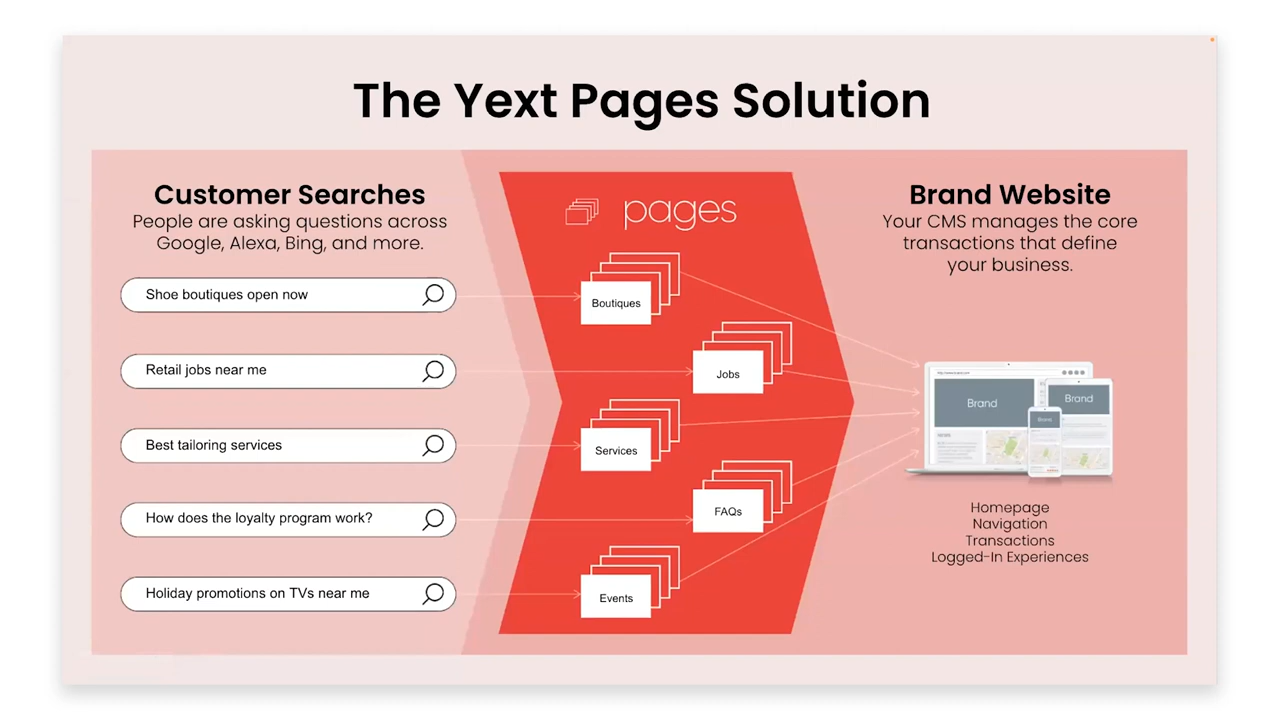 The Yext Pages Solution
Customer Searches
People are asking questions across
Google, Alexa, Bing, and more.
Shoe boutiques open now
Retail jobs near me
Best tailoring services
How does the loyalty program work?
Holiday promotions on TVs near me
pages
Boutiques
Jobs
Services
FAQs
Events
Brand Website
Your CMS manages the core
transactions that define
your business.
Brand
Brand
Brand
Homepage
Navigation
Transactions
Logged-In Experiences